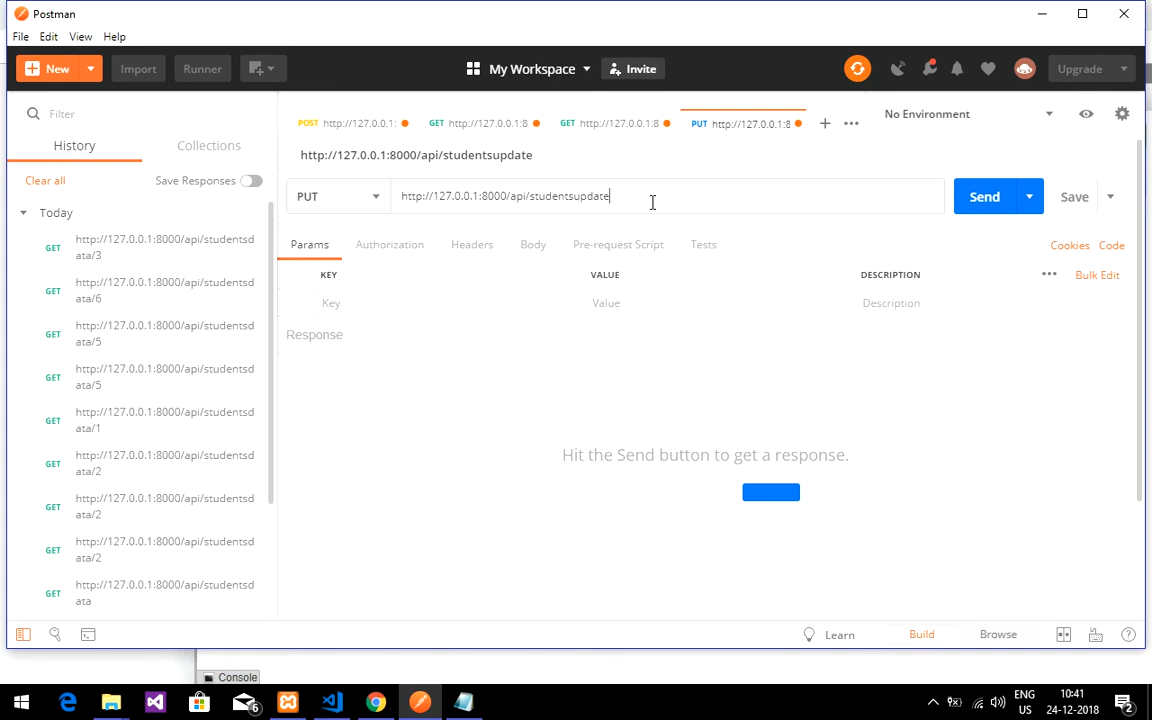 Postman
File Edit View Help
New Import Runner My Workspace Invite Upgrade
Filter
History Collections
Clear all Save Responses
Today
GET http://127.0.0.1:8000/api/studentsd
ata/3
GET http://127.0.0.1:8000/api/studentsd
ata/6
GET http://127.0.0.1:8000/api/studentsd
ata/5
GET http://127.0.0.1:8000/api/studentsd
ata/5
GET http://127.0.0.1:8000/api/studentsd
ata/1
GET http://127.0.0.1:8000/api/studentsd
ata/2
GET http://127.0.0.1:8000/api/studentsd
ata/2
GET http://127.0.0.1:8000/api/studentsd
ata/2
GET http://127.0.0.1:8000/api/studentsd
ata
POST http://127.0.0.1: GET http://127.0.0.1:8 GET http://127.0.0.1:8 PUT http://127.0.0.1:8 No Environment
http://127.0.0.1:8000/api/studentsupdate
PUT http://127.0.0.1:8000/api/studentsupdate Send Save
Params Authorization Headers Body Pre-request Script Tests Cookies Code
KEY VALUE DESCRIPTION Bulk Edit
Key Value Description
Response
Hit the Send button to get a response.
Learn Build Browse
Console
6 ENG 10:41
US 24-12-2018 2